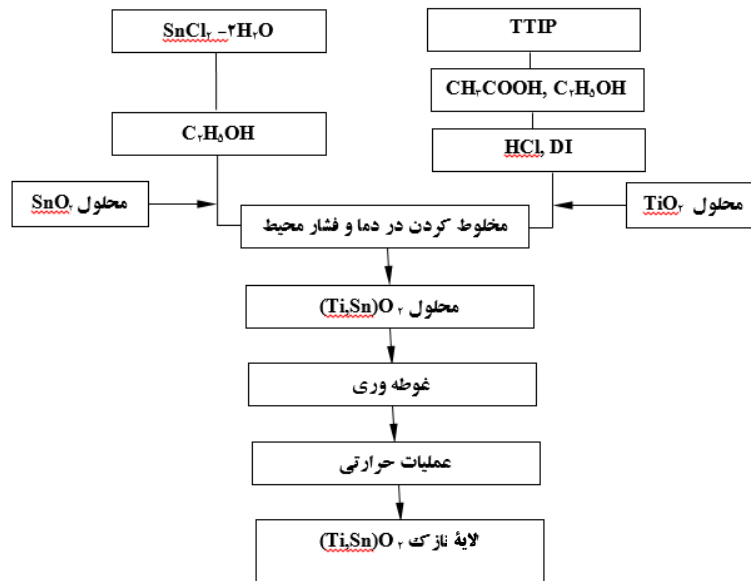 SnCl۲ –۲H۲O
TTIP
CH۳COOH, C۲H۵OH
C۲H۵OH
HCl, DI
محلول SnO۲
محلول TiO۲
مخلوط کردن در دما و فشار محیط
محلول (Ti,Sn)O۲
غوطه وری
عملیات حرارتی
لایهٔ نازک (Ti,Sn)O۲